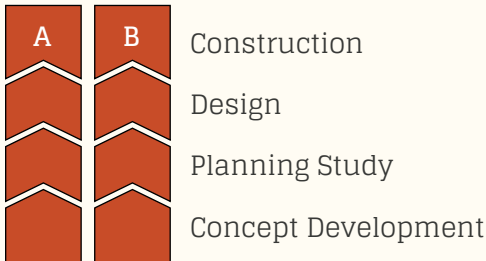 A B
Construction
Design
Planning Study
Concept Development